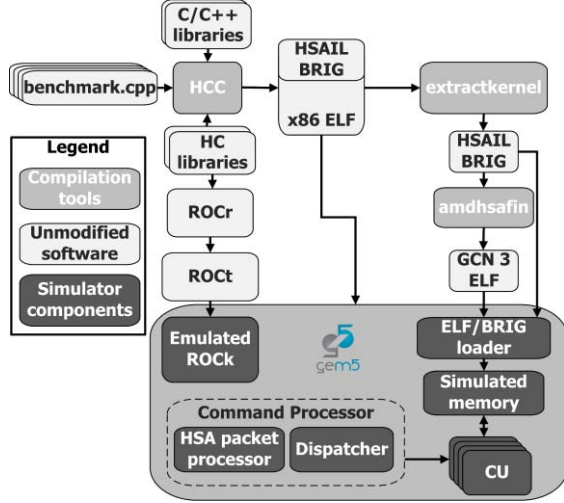 C/C++
libraries
benchmark.cpp
HCC
HSAIL
BRIG
x86 ELF
extractkernel
HSAIL
BRIG
amdhsafin
GCN 3
ELF
HC
libraries
ROCr
ROCt
Legend
Compilation
tools
Unmodified
software
Simulator
components
Emulated
ROCk
gem5
ELF/BRIG
loader
Simulated
memory
Command Processor
HSA packet
processor
Dispatcher
CU